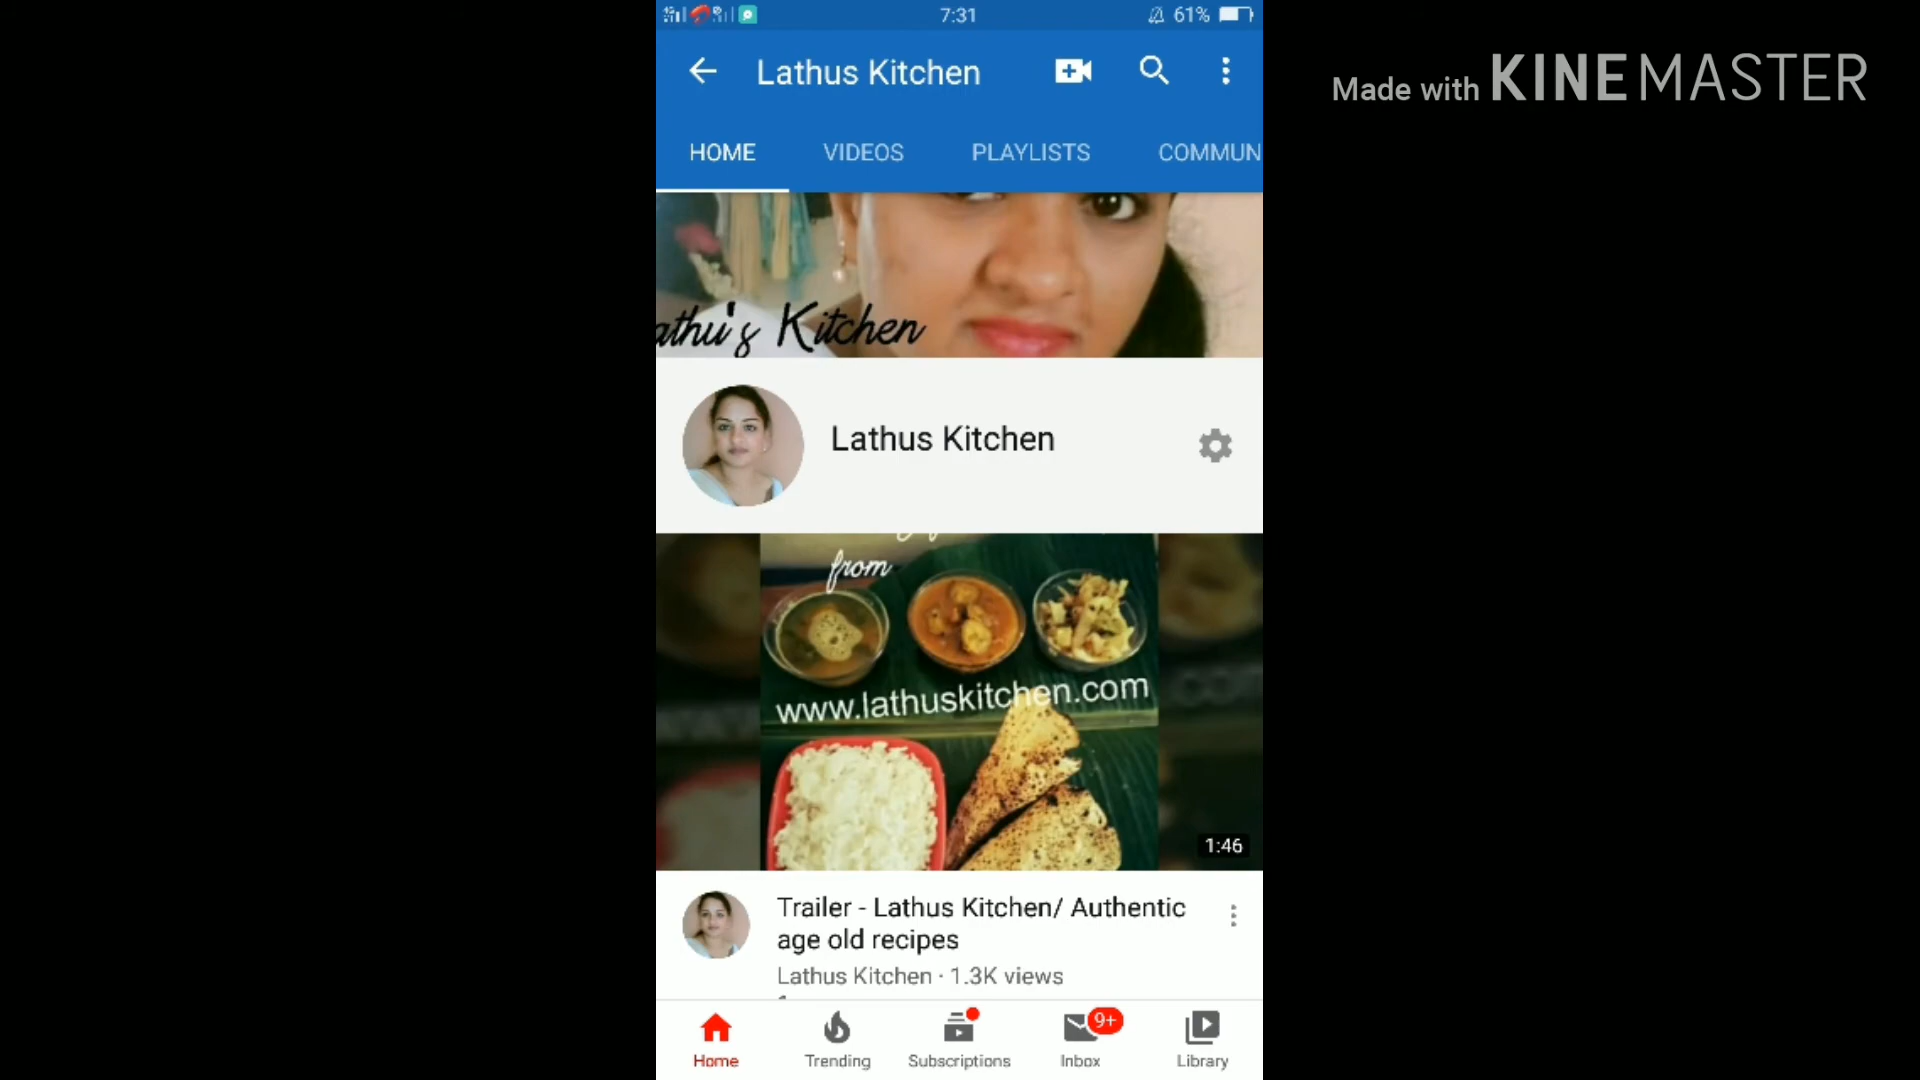 7:31
61%
Lathus Kitchen
Made with KINEMASTER
HOME VIDEOS PLAYLISTS COMMUN
athu's Kitchen
Lathus Kitchen
from
www.lathuskitchen.com
1:46
Trailer - Lathus Kitchen/ Authentic
age old recipes
Lathus Kitchen · 1.3K views
9+
Home Trending Subscriptions Inbox Library